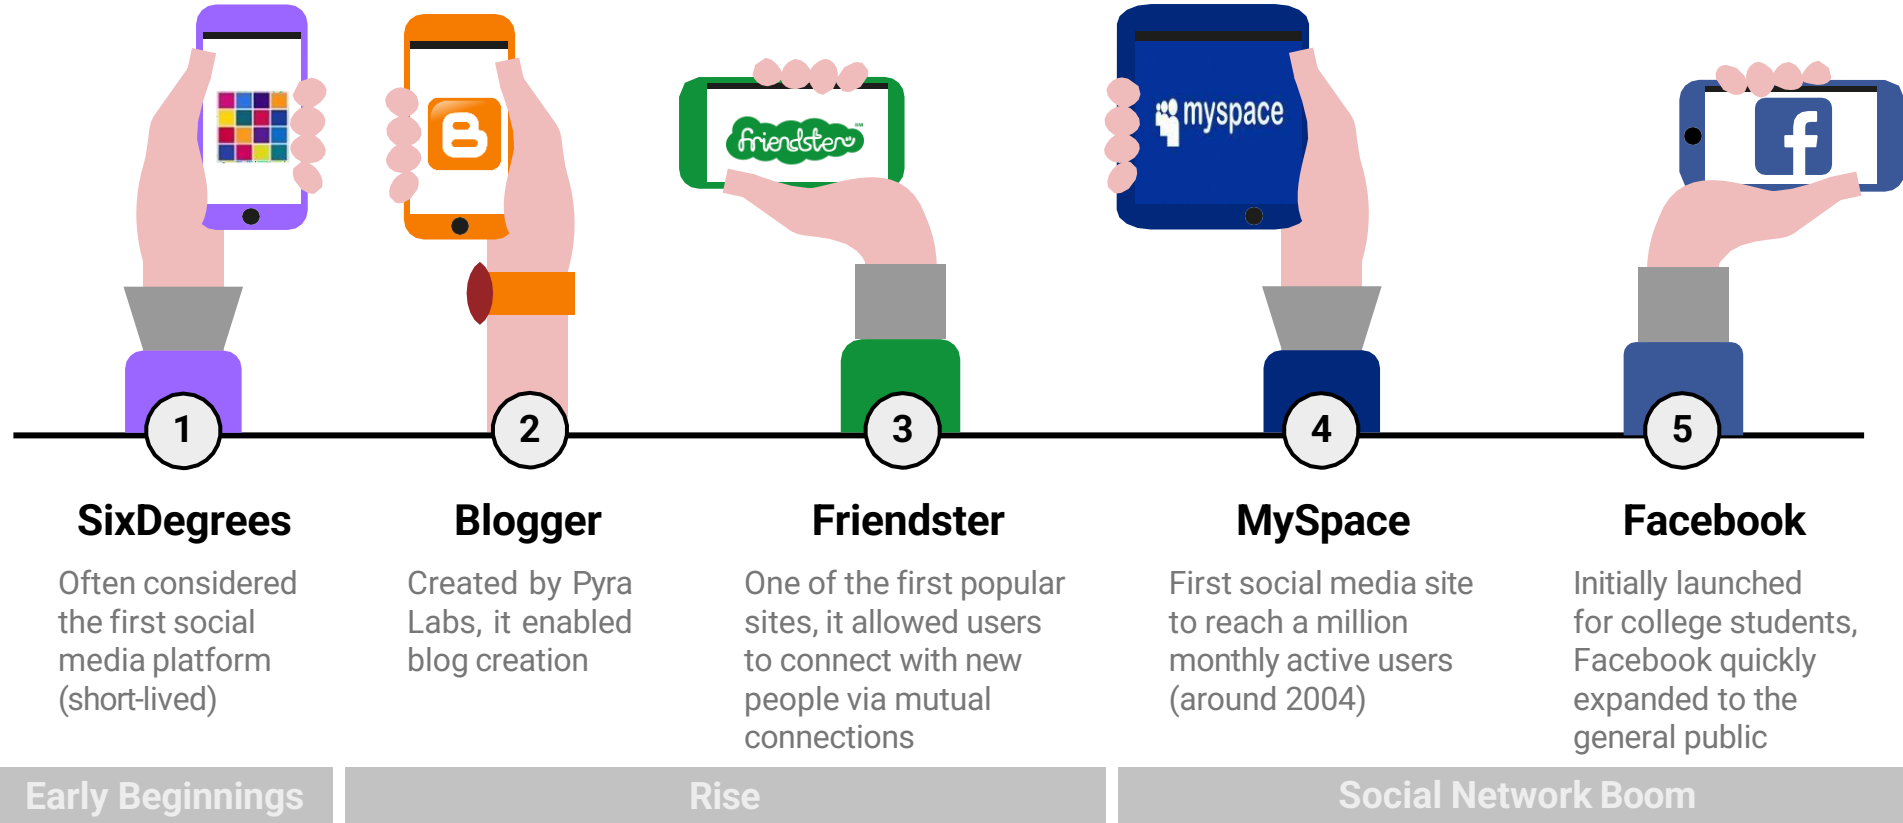 friendster
myspace
1
2
3
4
5
SixDegrees
Often considered
the first social
media platform
(short-lived)
Blogger
Created by Pyra
Labs, it enabled
blog creation
Friendster
One of the first popular
sites, it allowed users
to connect with new
people via mutual
connections
MySpace
First social media site
to reach a million
monthly active users
(around 2004)
Facebook
Initially launched
for college students,
Facebook quickly
expanded to the
general public
Early Beginnings
Rise
Social Network Boom